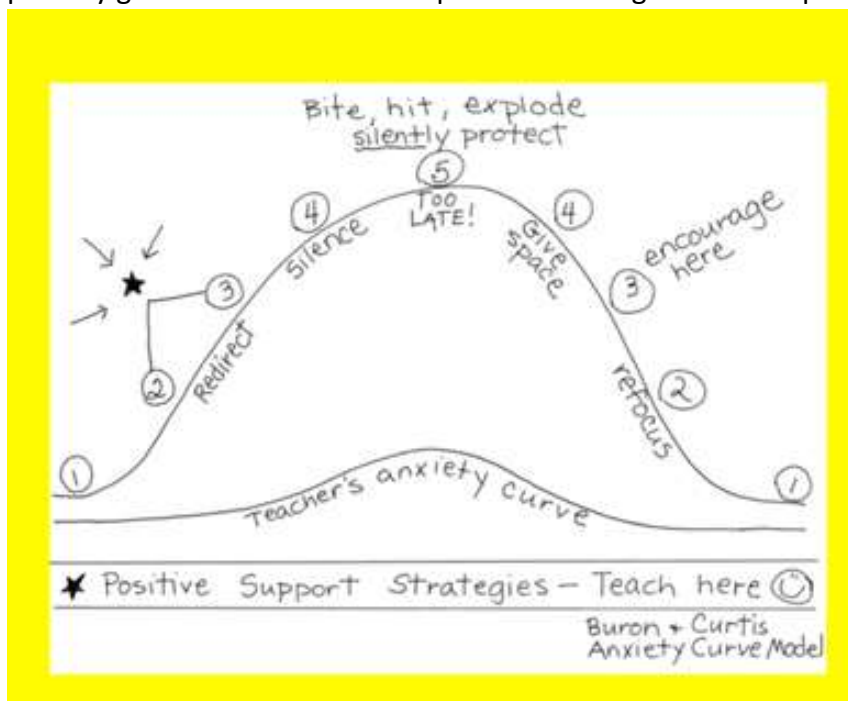 Bite, hit, explode
silently protect
5
TOO
LATE!
4
Silence
4
Give
space
3
Redirect
2
3
encourage
here
2
refocus
1
1
Teacher's anxiety curve
★ Positive Support Strategies – Teach here
Buron + Curtis
Anxiety Curve Model